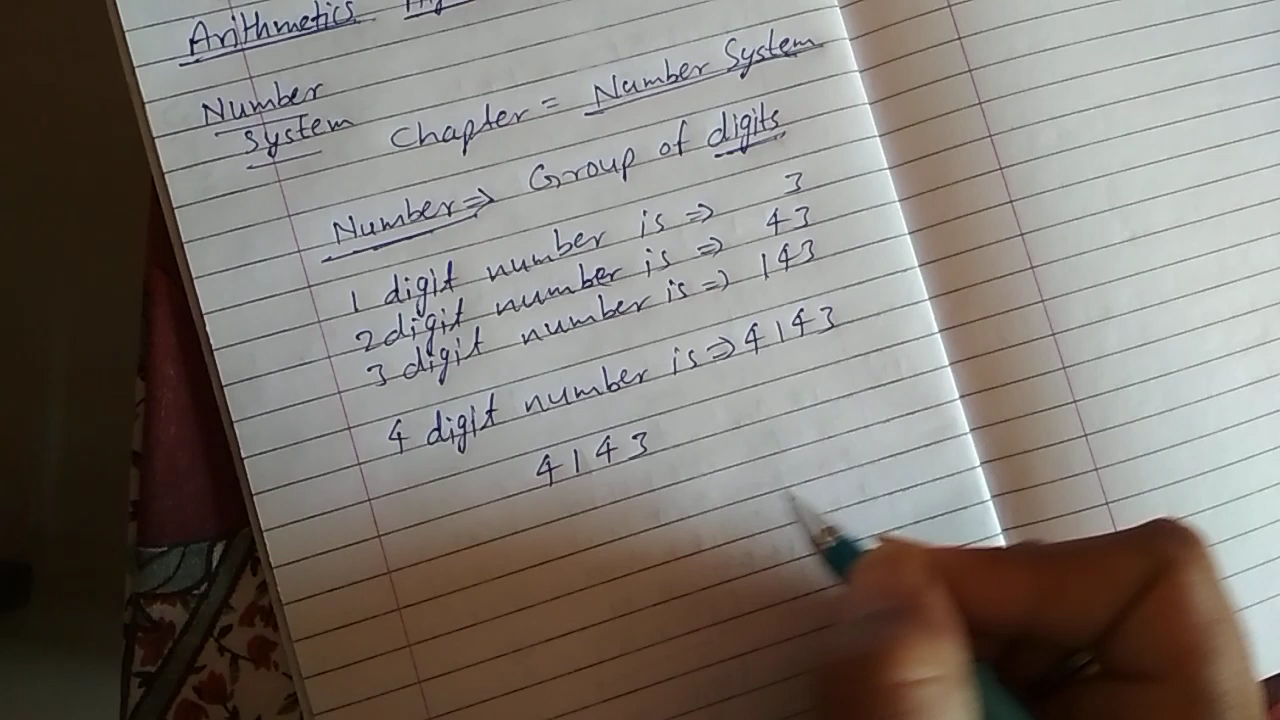 Arithmetics
Number System
Chapter = Number System
Number ⇒ Group of digits
1 digit number is ⇒ 3
2 digit number is ⇒ 43
3 digit number is ⇒ 143
4 digit number is ⇒ 4143
4143